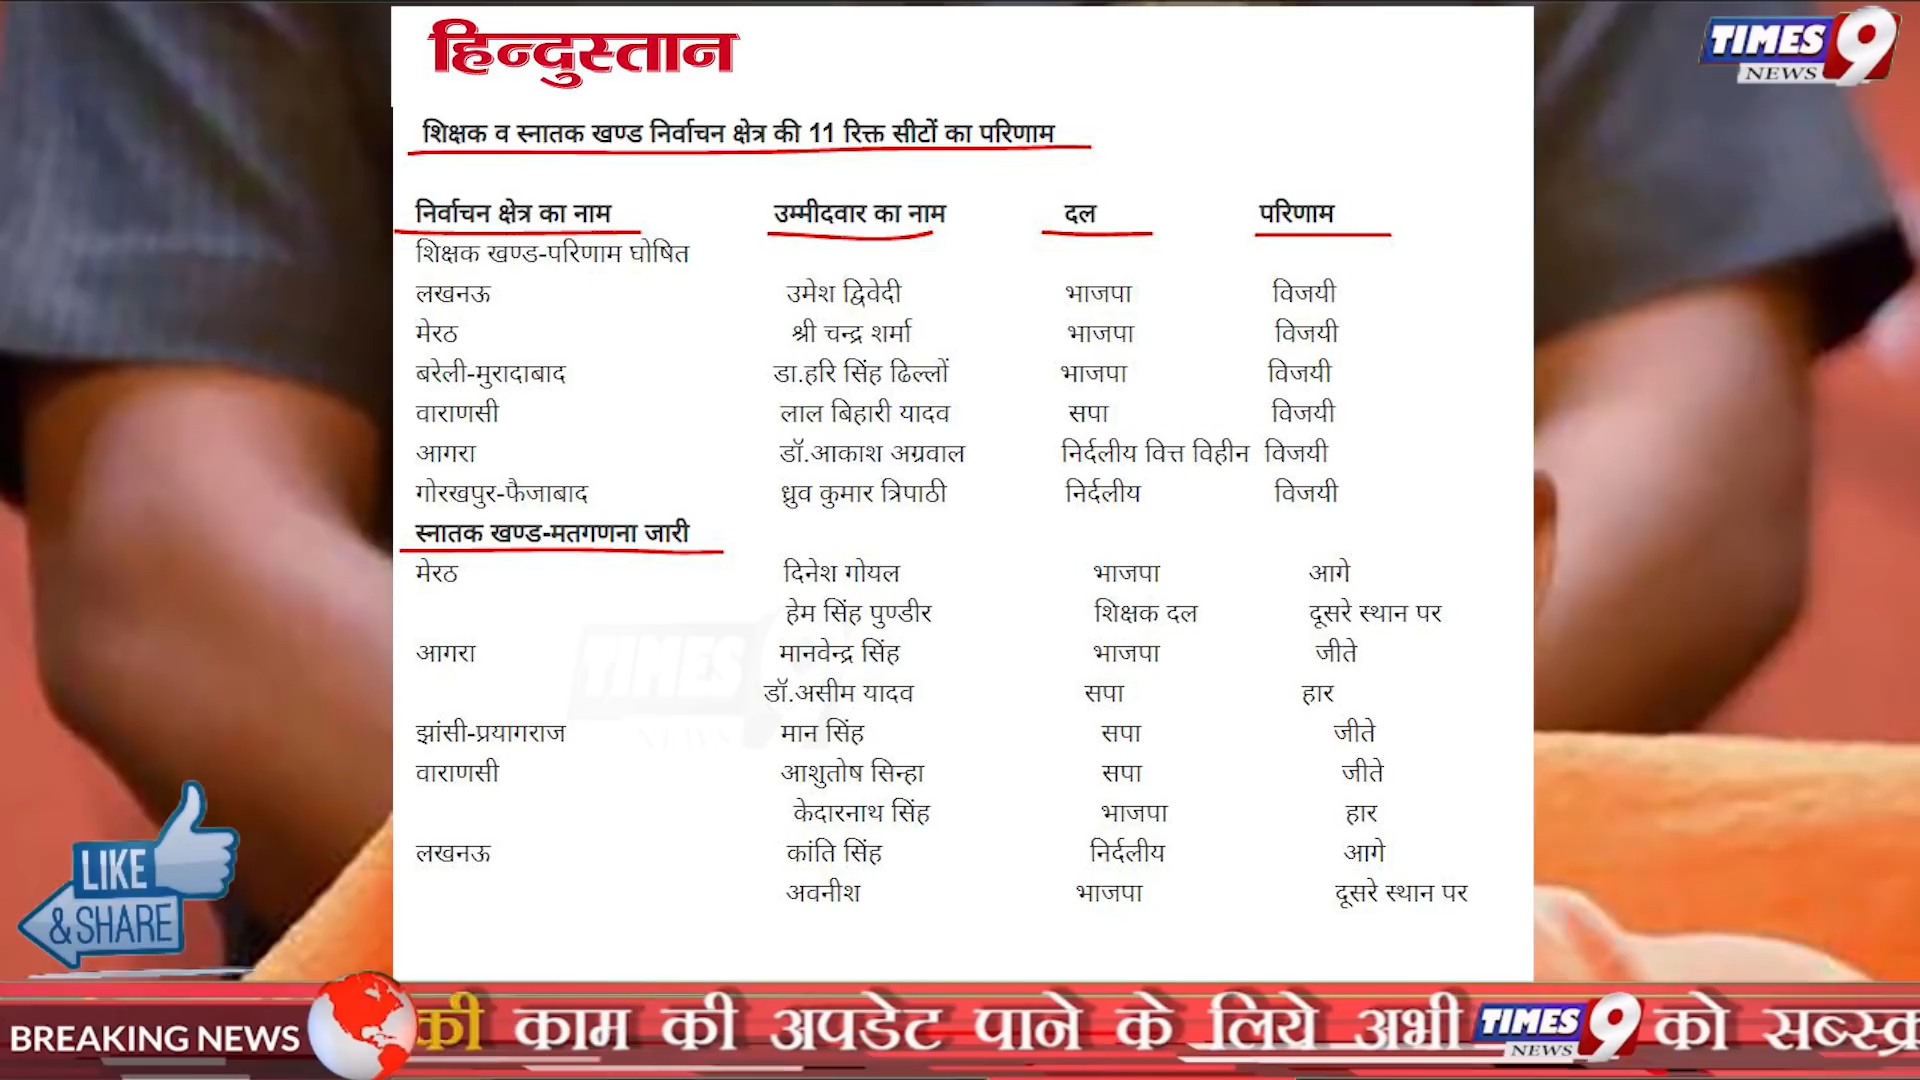 हिन्दुस्तान
TIMES 9
NEWS
शिक्षक व स्नातक खण्ड निर्वाचन क्षेत्र की 11 रिक्त सीटों का परिणाम
निर्वाचन क्षेत्र का नाम उम्मीदवार का नाम दल परिणाम
शिक्षक खण्ड-परिणाम घोषित
लखनऊ उमेश द्विवेदी भाजपा विजयी
मेरठ श्री चन्द्र शर्मा भाजपा विजयी
बरेली-मुरादाबाद डा.हरि सिंह ढिल्लों भाजपा विजयी
वाराणसी लाल बिहारी यादव सपा विजयी
आगरा डॉ.आकाश अग्रवाल निर्दलीय वित्त विहीन विजयी
गोरखपुर-फैजाबाद ध्रुव कुमार त्रिपाठी निर्दलीय विजयी
स्नातक खण्ड-मतगणना जारी
मेरठ दिनेश गोयल भाजपा आगे
हेम सिंह पुण्डीर शिक्षक दल दूसरे स्थान पर
आगरा मानवेन्द्र सिंह भाजपा जीते
डॉ.असीम यादव सपा हार
झांसी-प्रयागराज मान सिंह सपा जीते
वाराणसी आशुतोष सिन्हा सपा जीते
केदारनाथ सिंह भाजपा हार
लखनऊ कांति सिंह निर्दलीय आगे
अवनीश भाजपा दूसरे स्थान पर
TIMES 9
NEWS
LIKE
& SHARE
BREAKING NEWS
की काम की अपडेट पाने के लिये अभी TIMES NEWS 9 को सब्स्क्र